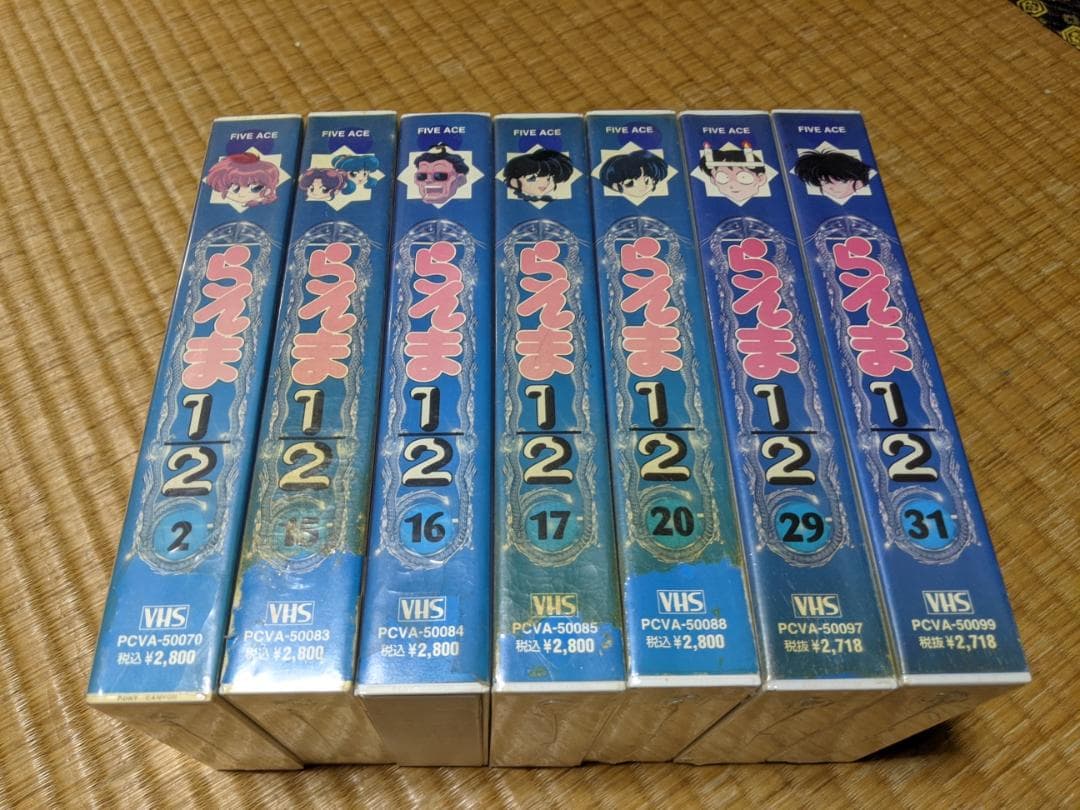 FIVE ACE
らんま
1
2
2
VHS
PCVA-50070
税込¥2,800
PONY CANYON
FIVE ACE
らんま
1
2
15
VHS
PCVA-50083
税込¥2,800
FIVE ACE
らんま
1
2
16
VHS
PCVA-50084
税込¥2,800
FIVE ACE
らんま
1
2
17
VHS
PCVA-50085
税込¥2,800
FIVE ACE
らんま
1
2
20
VHS
PCVA-50088
税込¥2,800
FIVE ACE
らんま
1
2
29
VHS
PCVA-50097
税抜¥2,718
FIVE ACE
らんま
1
2
31
VHS
PCVA-50099
税抜¥2,718